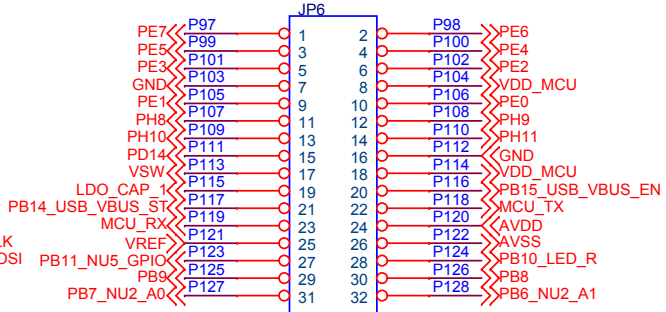 JP6
PE7 P97 1 2 P98 PE6
PE5 P99 3 4 P100 PE4
PE3 P101 5 6 P102 PE2
GND P103 7 8 P104 VDD_MCU
PE1 P105 9 10 P106 PE0
PH8 P107 11 12 P108 PH9
PH10 P109 13 14 P110 PH11
PD14 P111 15 16 P112 GND
VSW P113 17 18 P114 VDD_MCU
LDO_CAP_1 P115 19 20 P116 PB15_USB_VBUS_EN
PB14_USB_VBUS_ST P117 21 22 P118 MCU_TX
MCU_RX P119 23 24 P120 AVDD
LK VREF P121 25 26 P122 AVSS
OSI PB11_NU5_GPIO P123 27 28 P124 PB10_LED_R
PB9 P125 29 30 P126 PB8
PB7_NU2_A0 P127 31 32 P128 PB6_NU2_A1